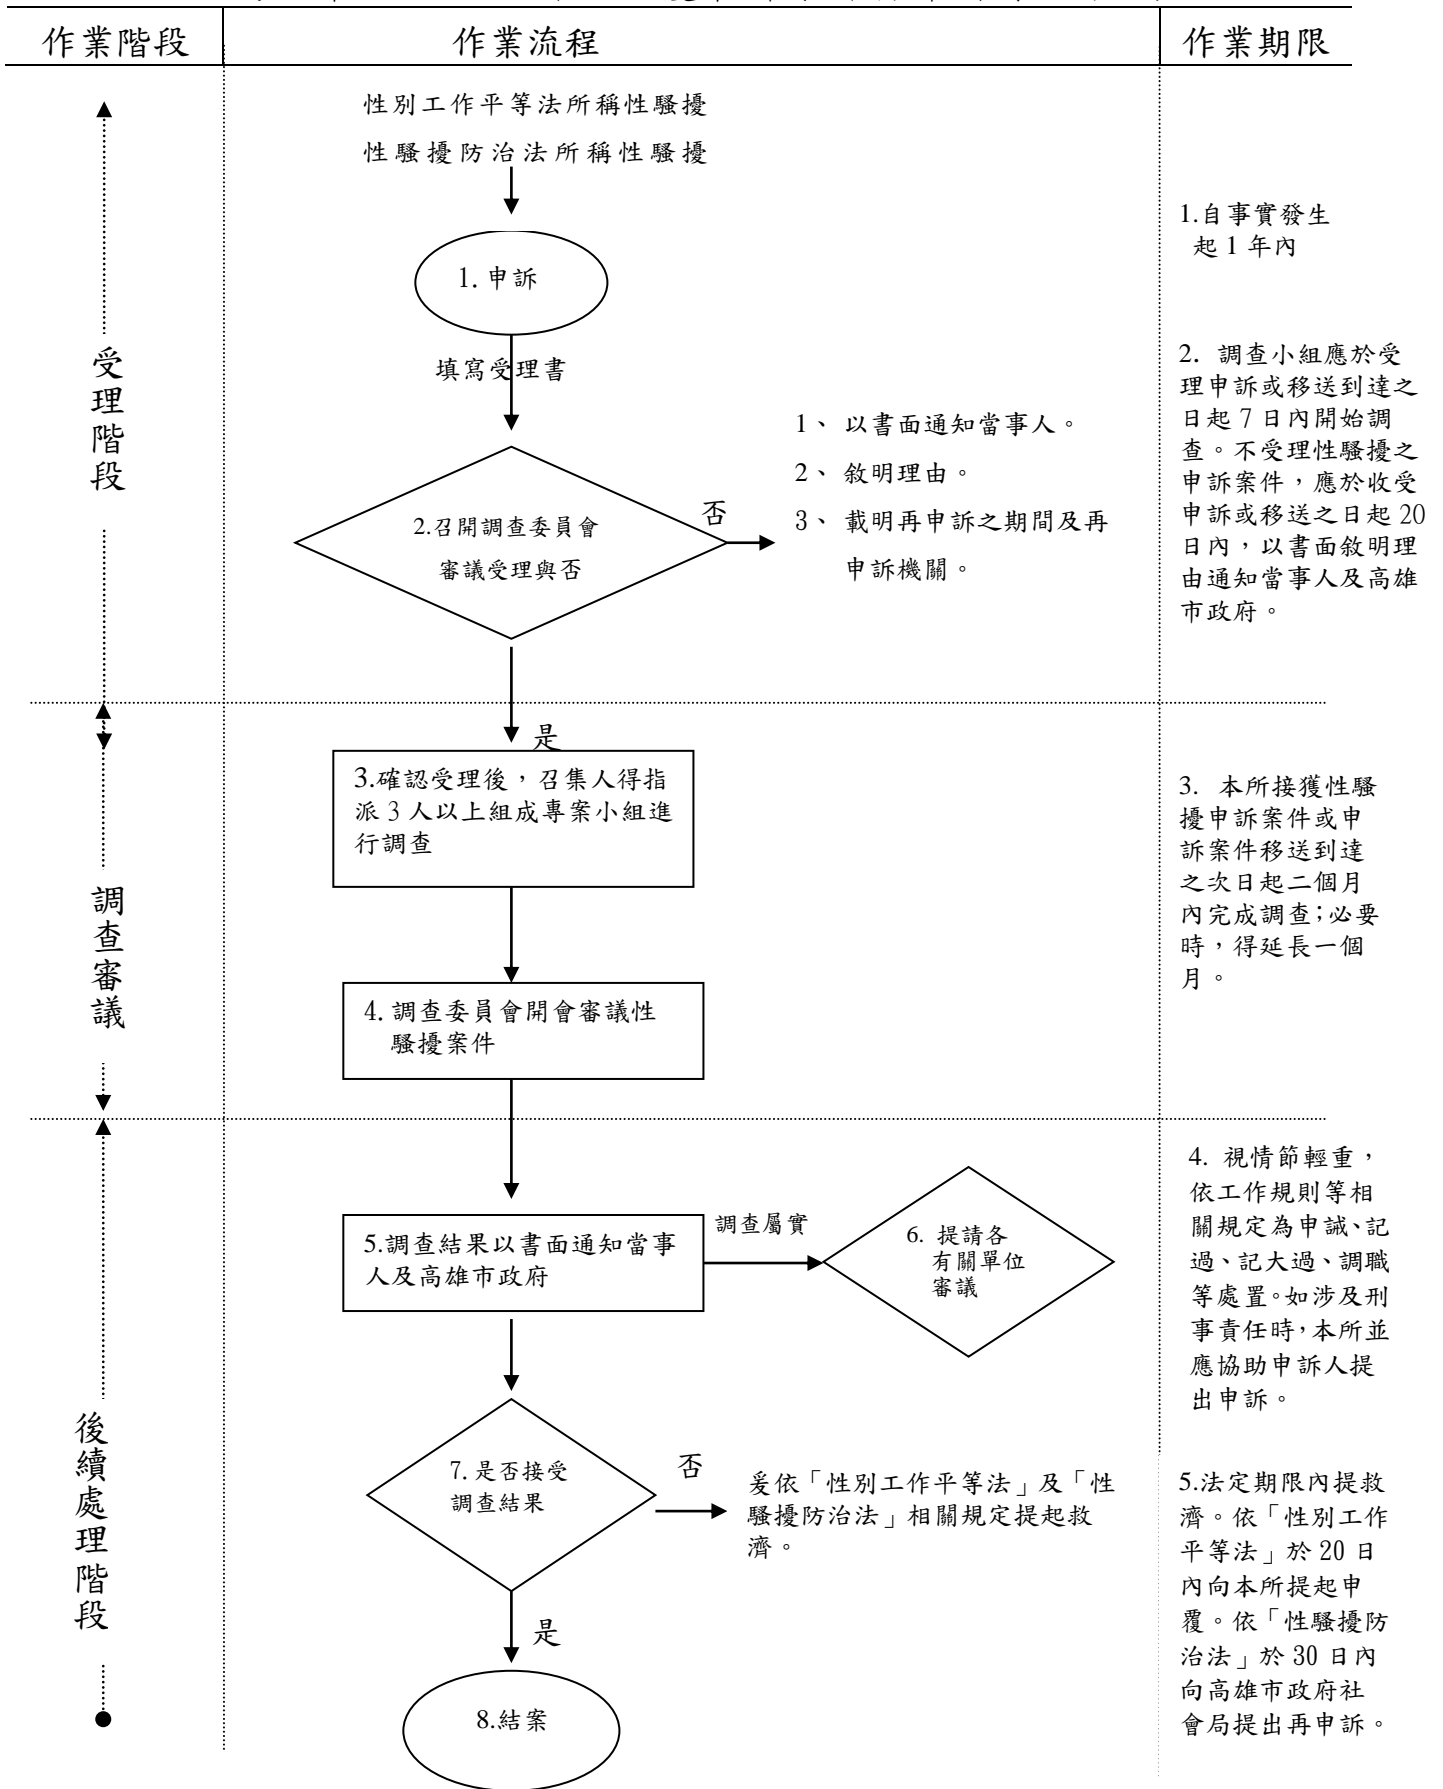 作業階段
作業流程
作業期限
性別工作平等法所稱性騷擾
性騷擾防治法所稱性騷擾
1. 申訴
填寫受理書
2.召開調查委員會
審議受理與否
否
1、 以書面通知當事人。
2、 敘明理由。
3、 載明再申訴之期間及再
申訴機關。
受理階段
1.自事實發生
起 1 年內
2. 調查小組應於受
理申訴或移送到達之
日起 7 日內開始調
查。不受理性騷擾之
申訴案件，應於收受
申訴或移送之日起 20
日內，以書面敘明理
由通知當事人及高雄
市政府。
是
3.確認受理後，召集人得指
派 3 人以上組成專案小組進
行調查
4. 調查委員會開會審議性
騷擾案件
調查審議
3. 本所接獲性騷
擾申訴案件或申
訴案件移送到達
之次日起二個月
內完成調查;必要
時，得延長一個
月。
5.調查結果以書面通知當事
人及高雄市政府
調查屬實
6. 提請各
有關單位
審議
7. 是否接受
調查結果
否
爰依「性別工作平等法」及「性
騷擾防治法」相關規定提起救
濟。
是
8.結案
後續處理階段
4. 視情節輕重，
依工作規則等相
關規定為申誡、記
過、記大過、調職
等處置。如涉及刑
事責任時，本所並
應協助申訴人提
出申訴。
5.法定期限內提救
濟。依「性別工作
平等法」於 20 日
內向本所提起申
覆。依「性騷擾防
治法」於 30 日內
向高雄市政府社
會局提出再申訴。